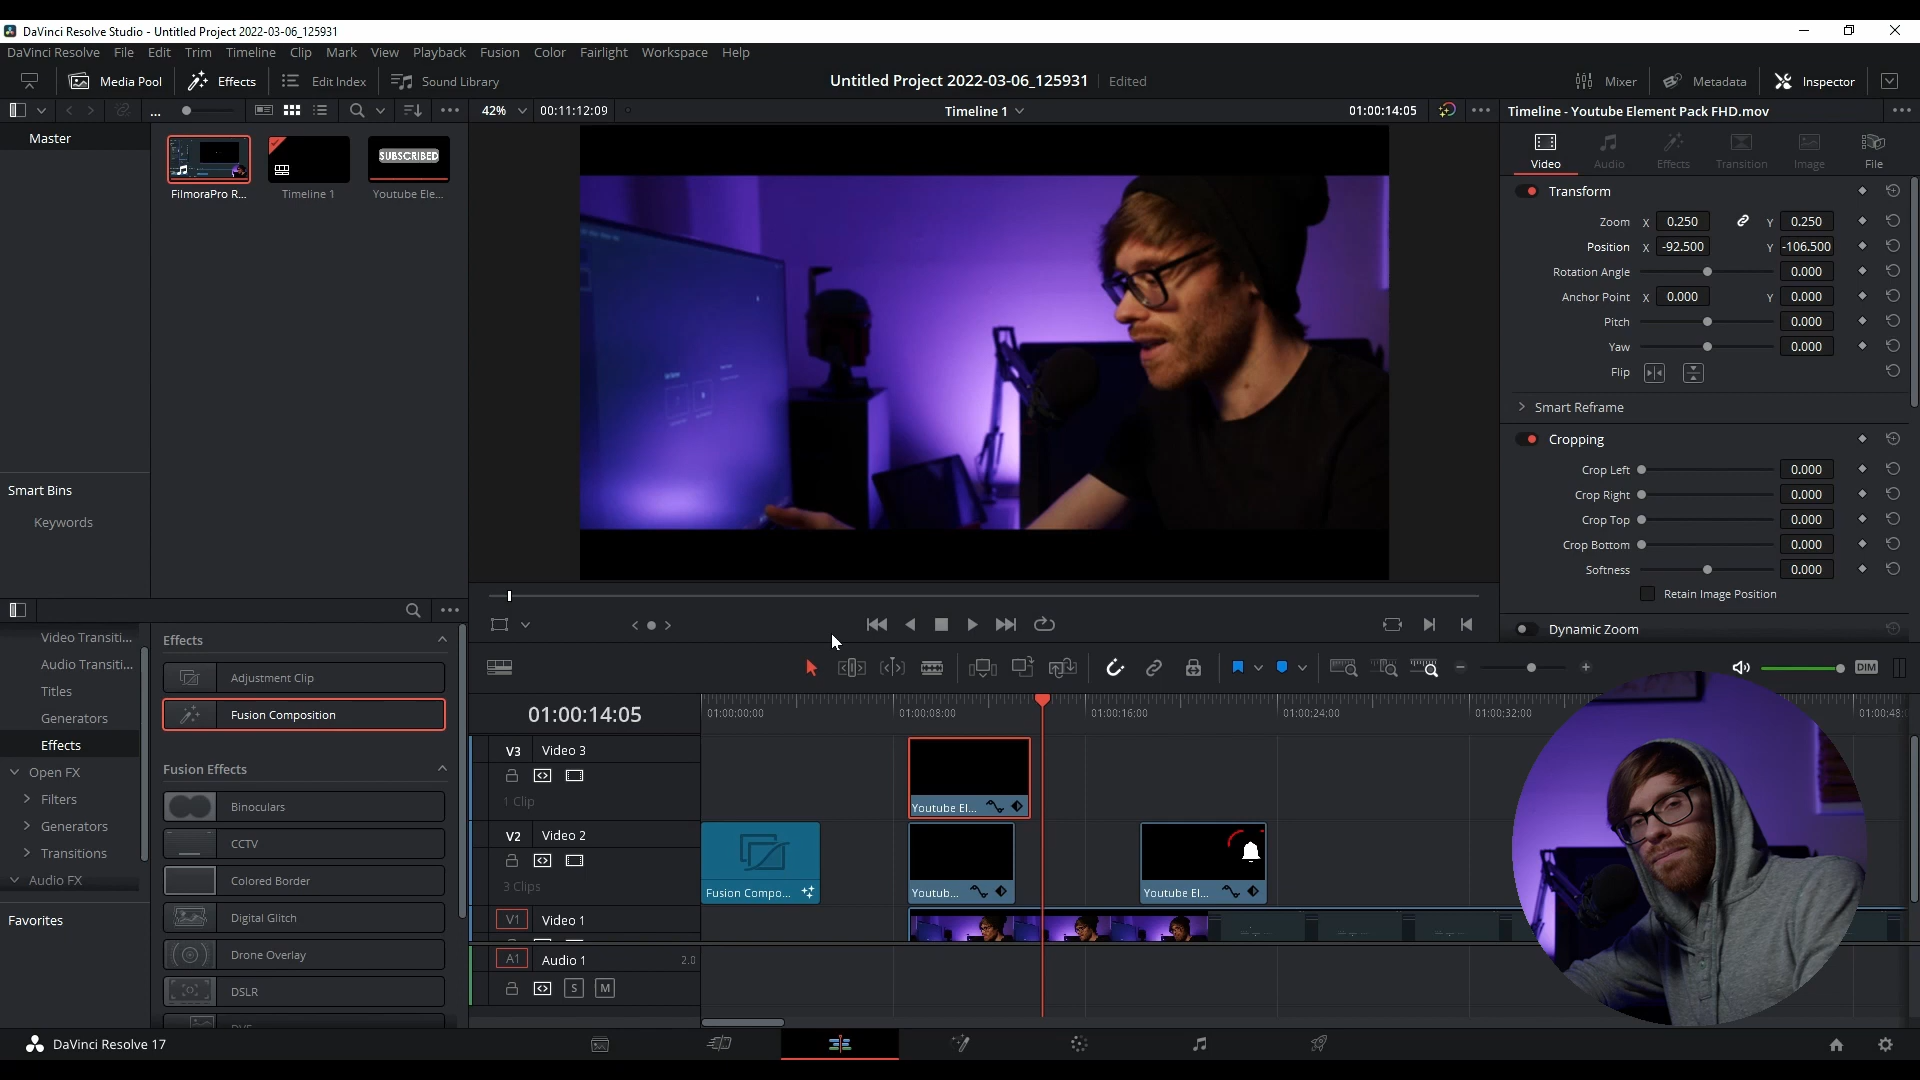 DaVinci Resolve Studio - Untitled Project 2022-03-06_125931
DaVinci Resolve File Edit Trim Timeline Clip Mark View Playback Fusion Color Fairlight Workspace Help
Media Pool Effects Edit Index Sound Library Untitled Project 2022-03-06_125931 Edited Mixer Metadata Inspector
... 42% 00:11:12:09 Timeline 1 01:00:14:05 Timeline - Youtube Element Pack FHD.mov
Master
SUBSCRIBED
FilmoraPro R... Timeline 1 Youtube Ele...
Video Audio Effects Transition Image File
Transform
Zoom X 0.250 Y 0.250
Position X -92.500 Y -106.500
Rotation Angle 0.000
Anchor Point X 0.000 Y 0.000
Pitch 0.000
Yaw 0.000
Flip
Smart Reframe
Cropping
Crop Left 0.000
Crop Right 0.000
Crop Top 0.000
Crop Bottom 0.000
Softness 0.000
Retain Image Position
Dynamic Zoom
Smart Bins
Keywords
Video Transiti...
Audio Transiti...
Titles
Generators
Effects
Open FX
Filters
Generators
Transitions
Audio FX
Favorites
Effects
Adjustment Clip
Fusion Composition
Fusion Effects
Binoculars
CCTV
Colored Border
Digital Glitch
Drone Overlay
DSLR
DIM
01:00:14:05 01:00:00:00 01:00:08:00 01:00:16:00 01:00:24:00 01:00:32:00 01:00:48:
V3 Video 3
1 Clip
Youtube El...
V2 Video 2
3 Clips
Fusion Compo... Youtub... Youtube El...
V1 Video 1
A1 Audio 1 2.0
S M
DaVinci Resolve 17